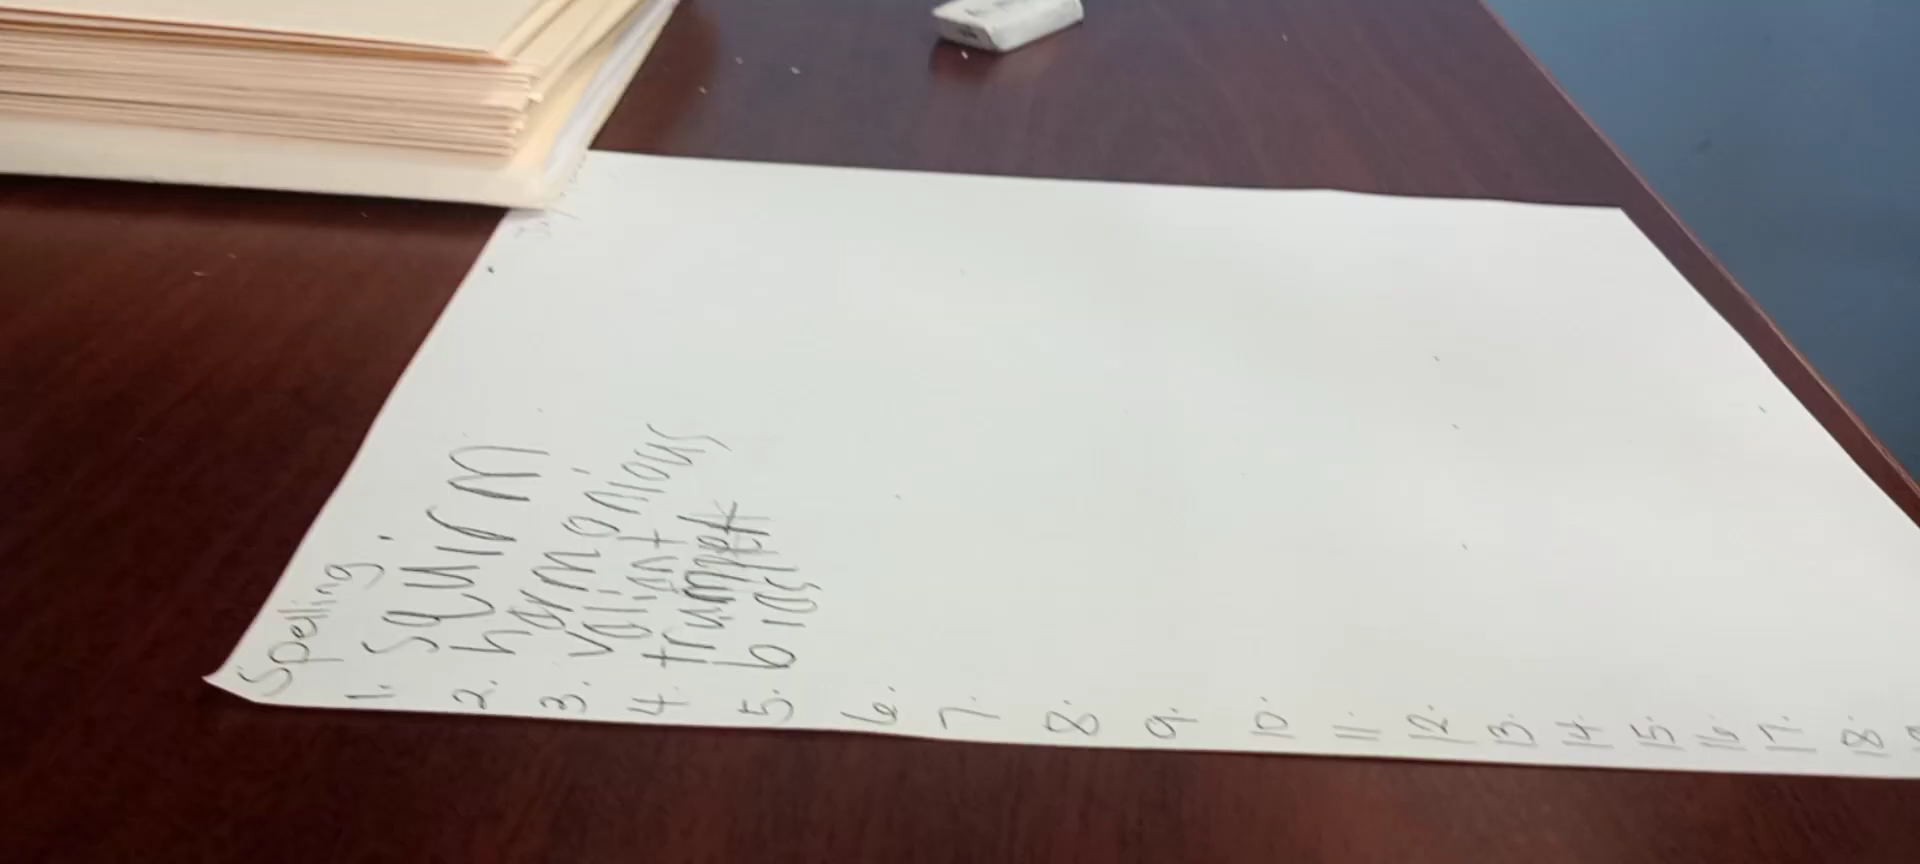 Spelling:
1. squirm
2. harmonious
3. valiant
4. trumpet
5. bias
6.
7.
8.
9.
10.
11.
12.
13.
14.
15.
16.
17.
18.